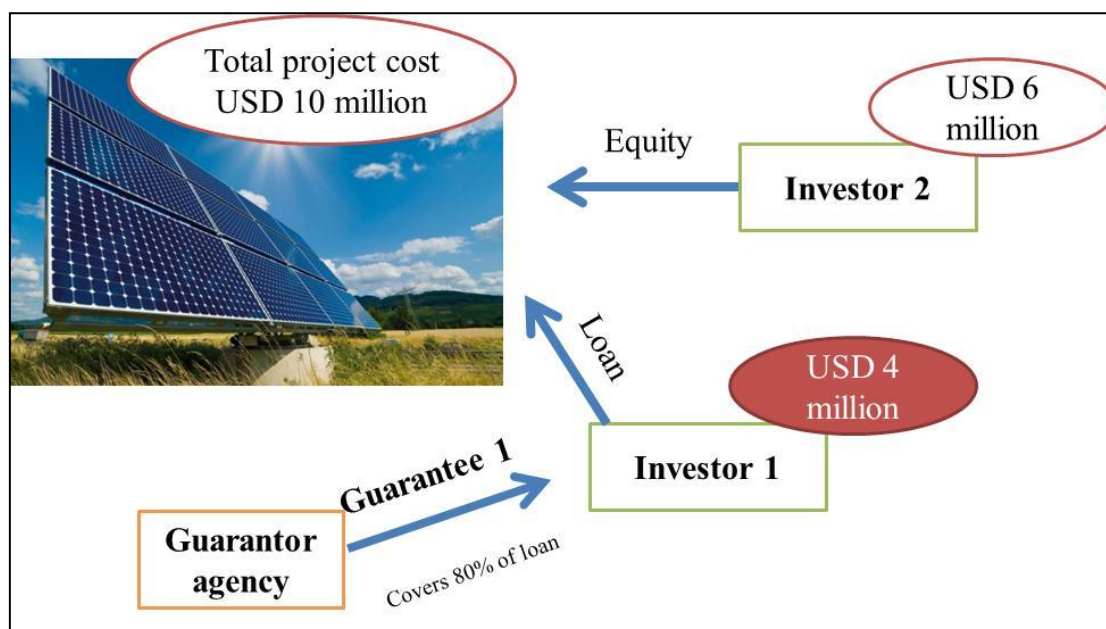 Total project cost
USD 10 million
USD 6
million
Equity
Investor 2
Loan
USD 4
million
Investor 1
Guarantee 1
Covers 80% of loan
Guarantor
agency